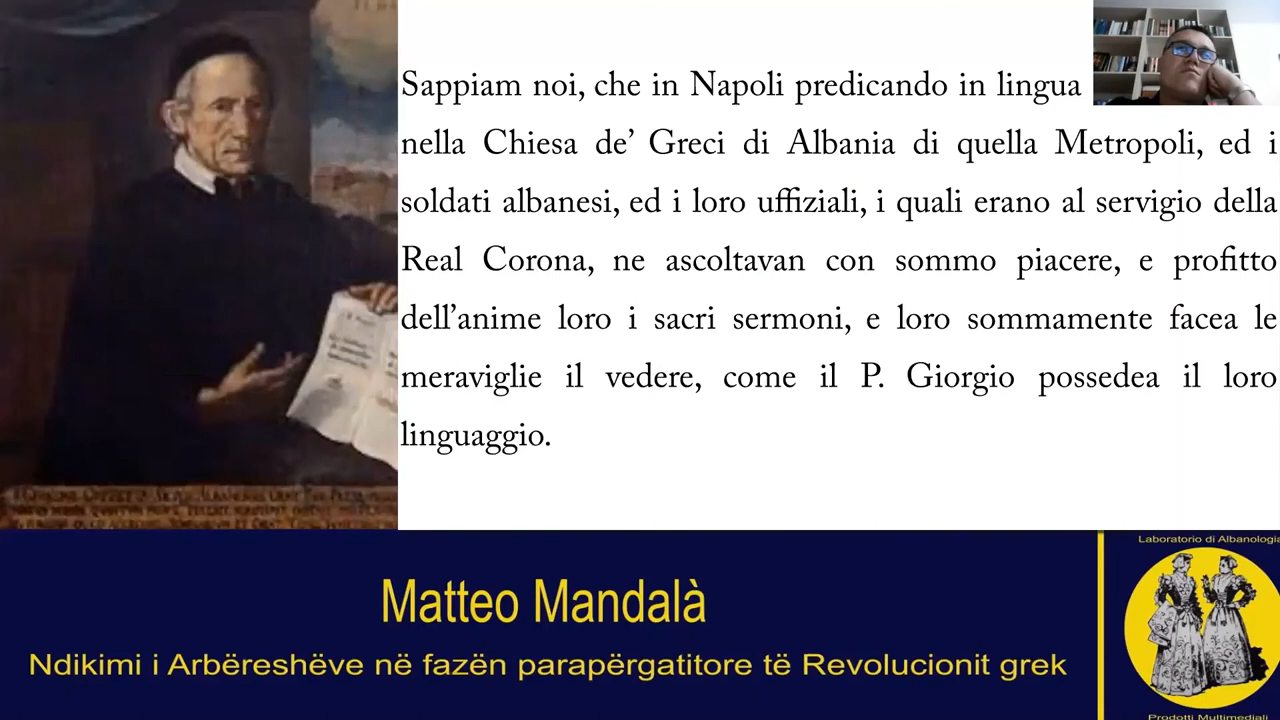 Sappiam noi, che in Napoli predicando in lingua
nella Chiesa de’ Greci di Albania di quella Metropoli, ed i
soldati albanesi, ed i loro uffiziali, i quali erano al servigio della
Real Corona, ne ascoltavan con sommo piacere, e profitto
dell’anime loro i sacri sermoni, e loro sommamente facea le
meraviglie il vedere, come il P. Giorgio possedea il loro
linguaggio.
Matteo Mandalà
Ndikimi i Arbëreshëve në fazën parapërgatitore të Revolucionit grek
Laboratorio di Albanologia
Prodotti Multimediali